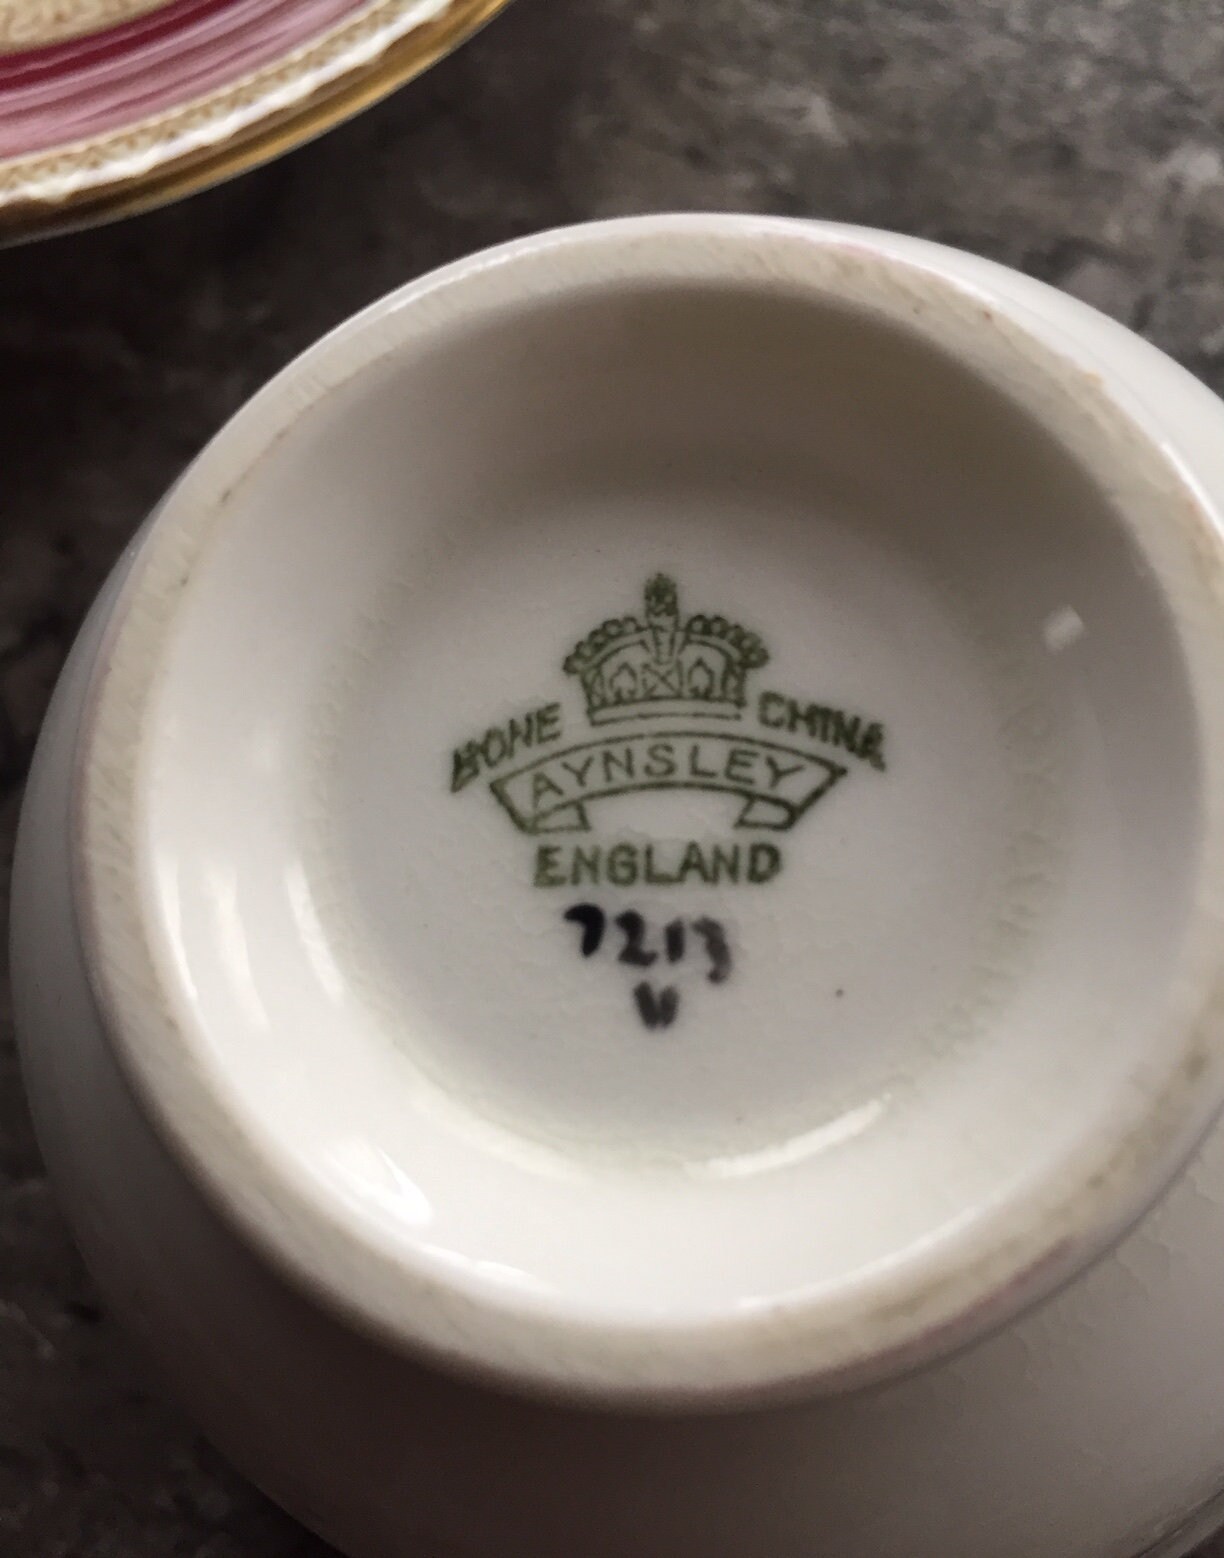 BONE CHINA
AYNSLEY
ENGLAND
7213